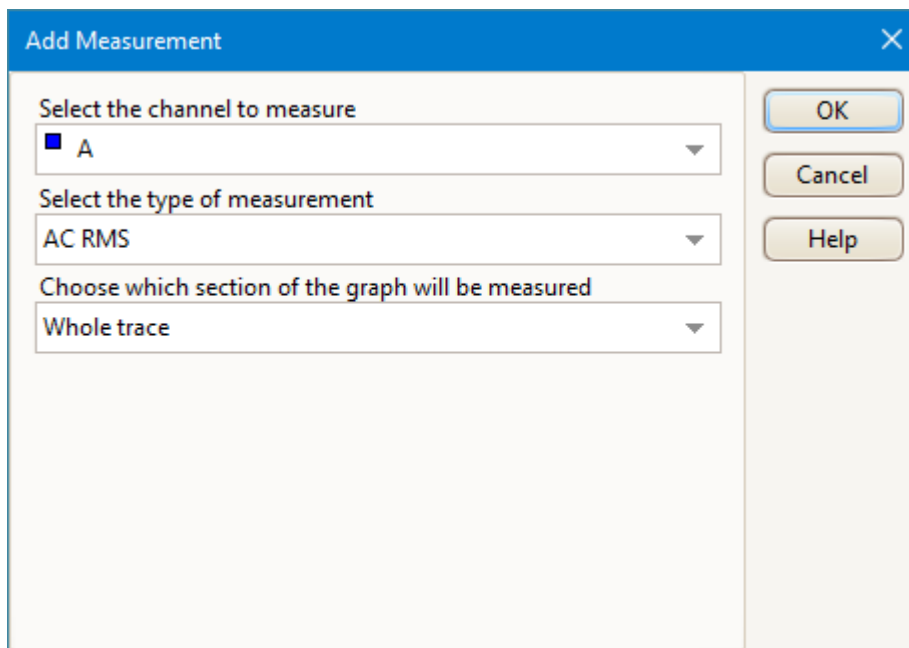 Add Measurement
Select the channel to measure
A
Select the type of measurement
AC RMS
Choose which section of the graph will be measured
Whole trace
OK
Cancel
Help